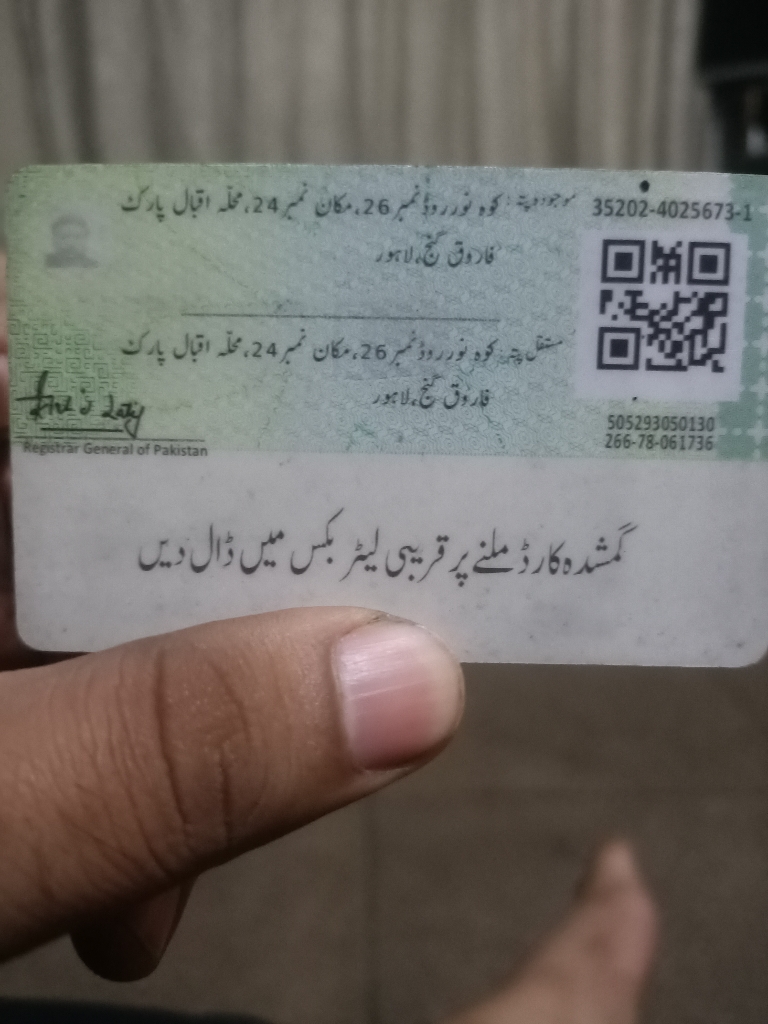 موجودہ پتہ: کوہ نور روڈ نمبر 26، مکان نمبر 24، محلّہ اقبال پارک
فاروق گنج، لاہور
35202-4025673-1
مستقل پتہ: کوہ نور روڈ نمبر 26، مکان نمبر 24، محلّہ اقبال پارک
فاروق گنج، لاہور
505293050130
266-78-061736
Registrar General of Pakistan
گمشدہ کارڈ ملنے پر قریبی لیٹر بکس میں ڈال دیں